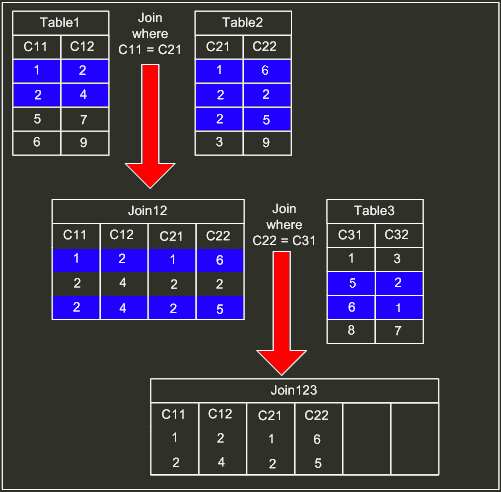 Table1
C11 C12
1 2
2 4
5 7
6 9
Join
where
C11 = C21
Table2
C21 C22
1 6
2 2
2 5
3 9
Join12
C11 C12 C21 C22
1 2 1 6
2 4 2 2
2 4 2 5
Join
where
C22 = C31
Table3
C31 C32
1 3
5 2
6 1
8 7
Join123
C11 C12 C21 C22
1 2 1 6
2 4 2 5